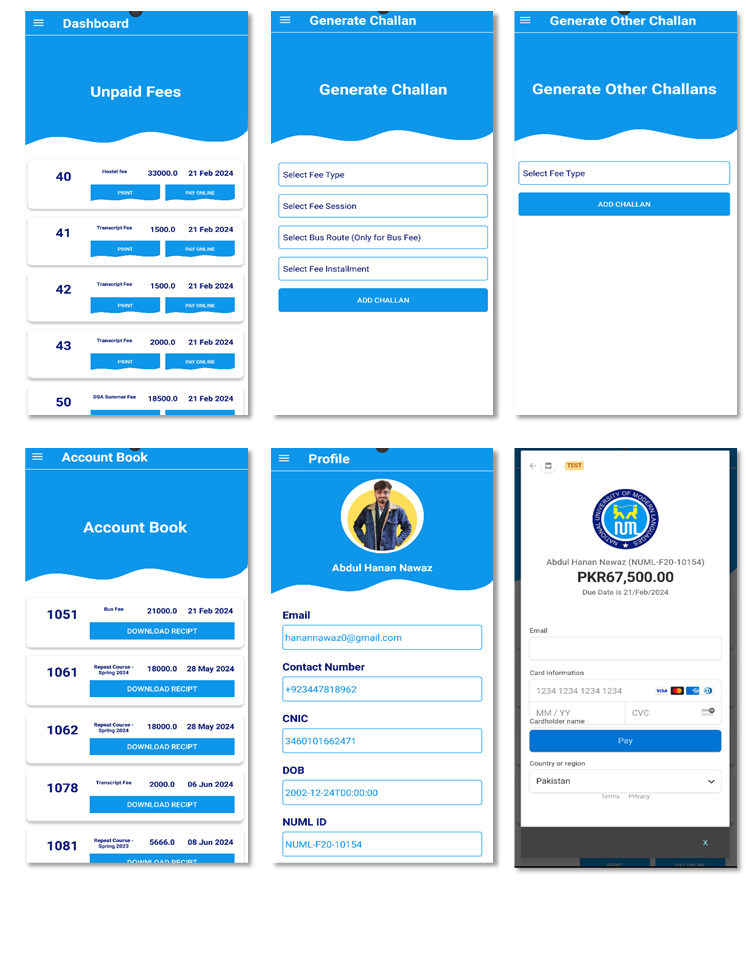 Dashboard
Unpaid Fees
40 Hostel fee 33000.0 21 Feb 2024
PRINT PAY ONLINE
41 Transcript Fee 1500.0 21 Feb 2024
PRINT PAY ONLINE
42 Transcript Fee 1500.0 21 Feb 2024
PRINT PAY ONLINE
43 Transcript Fee 2000.0 21 Feb 2024
PRINT PAY ONLINE
50 DSA Summer Fee 18500.0 21 Feb 2024
Generate Challan
Generate Challan
Select Fee Type
Select Fee Session
Select Bus Route (Only for Bus Fee)
Select Fee Installment
ADD CHALLAN
Generate Other Challan
Generate Other Challans
Select Fee Type
ADD CHALLAN
Account Book
Account Book
1051 Bus Fee 21000.0 21 Feb 2024
DOWNLOAD RECIPT
1061 Repeat Course - Spring 2024 18000.0 28 May 2024
DOWNLOAD RECIPT
1062 Repeat Course - Spring 2024 18000.0 28 May 2024
DOWNLOAD RECIPT
1078 Transcript Fee 2000.0 06 Jun 2024
DOWNLOAD RECIPT
1081 Repeat Course - Spring 2023 5666.0 08 Jun 2024
DOWNLOAD RECIPT
Profile
Abdul Hanan Nawaz
Email
hanannawaz0@gmail.com
Contact Number
+923447818962
CNIC
3460101662471
DOB
2002-12-24T00:00:00
NUML ID
NUML-F20-10154
TEST
NATIONAL UNIVERSITY OF MODERN LANGUAGES
NUML
Abdul Hanan Nawaz (NUML-F20-10154)
PKR67,500.00
Due Date is 21/Feb/2024
Email
Card information
1234 1234 1234 1234 VISA
MM / YY CVC
Cardholder name
Pay
Country or region
Pakistan
Terms Privacy
X
PRINT PAY ONLINE